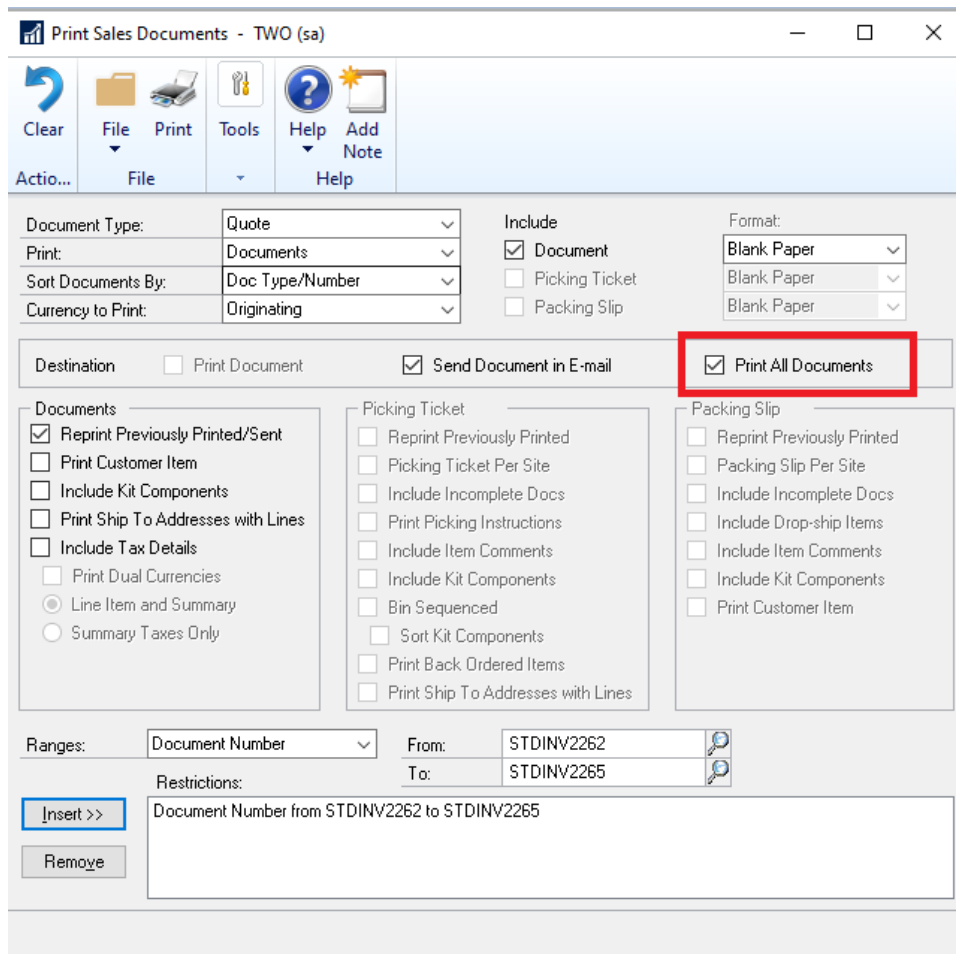 Print Sales Documents - TWO (sa)
Clear File Print Tools Help Add Note
Actio... File Help
Document Type: Quote Include Format:
Print: Documents Document Blank Paper
Sort Documents By: Doc Type/Number Picking Ticket Blank Paper
Currency to Print: Originating Packing Slip Blank Paper
Destination Print Document Send Document in E-mail Print All Documents
Documents
Reprint Previously Printed/Sent
Print Customer Item
Include Kit Components
Print Ship To Addresses with Lines
Include Tax Details
Print Dual Currencies
Line Item and Summary
Summary Taxes Only
Picking Ticket
Reprint Previously Printed
Picking Ticket Per Site
Include Incomplete Docs
Print Picking Instructions
Include Item Comments
Include Kit Components
Bin Sequenced
Sort Kit Components
Print Back Ordered Items
Print Ship To Addresses with Lines
Packing Slip
Reprint Previously Printed
Packing Slip Per Site
Include Incomplete Docs
Include Drop-ship Items
Include Item Comments
Include Kit Components
Print Customer Item
Ranges: Document Number From: STDINV2262
To: STDINV2265
Restrictions:
Insert >> Document Number from STDINV2262 to STDINV2265
Remove